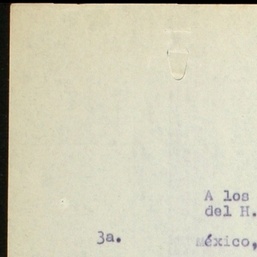 A los
del H.
3a. México,